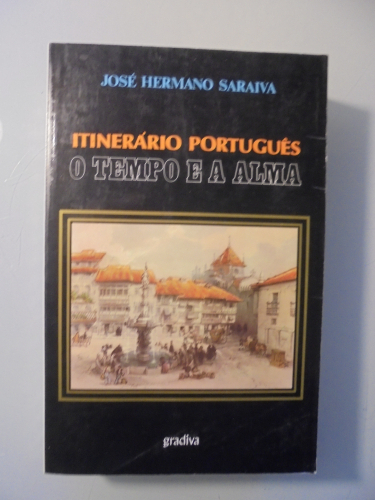 JOSÉ HERMANO SARAIVA
ITINERÁRIO PORTUGUÊS
O TEMPO E A ALMA
gradiva